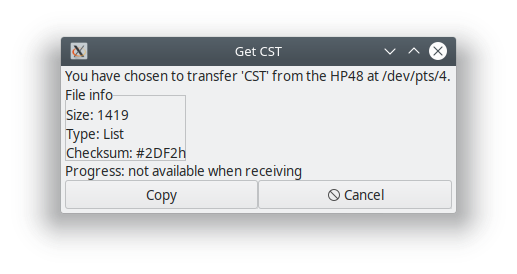 Get CST
You have chosen to transfer 'CST' from the HP48 at /dev/pts/4.
File info
Size: 1419
Type: List
Checksum: #2DF2h
Progress: not available when receiving
Copy
Cancel